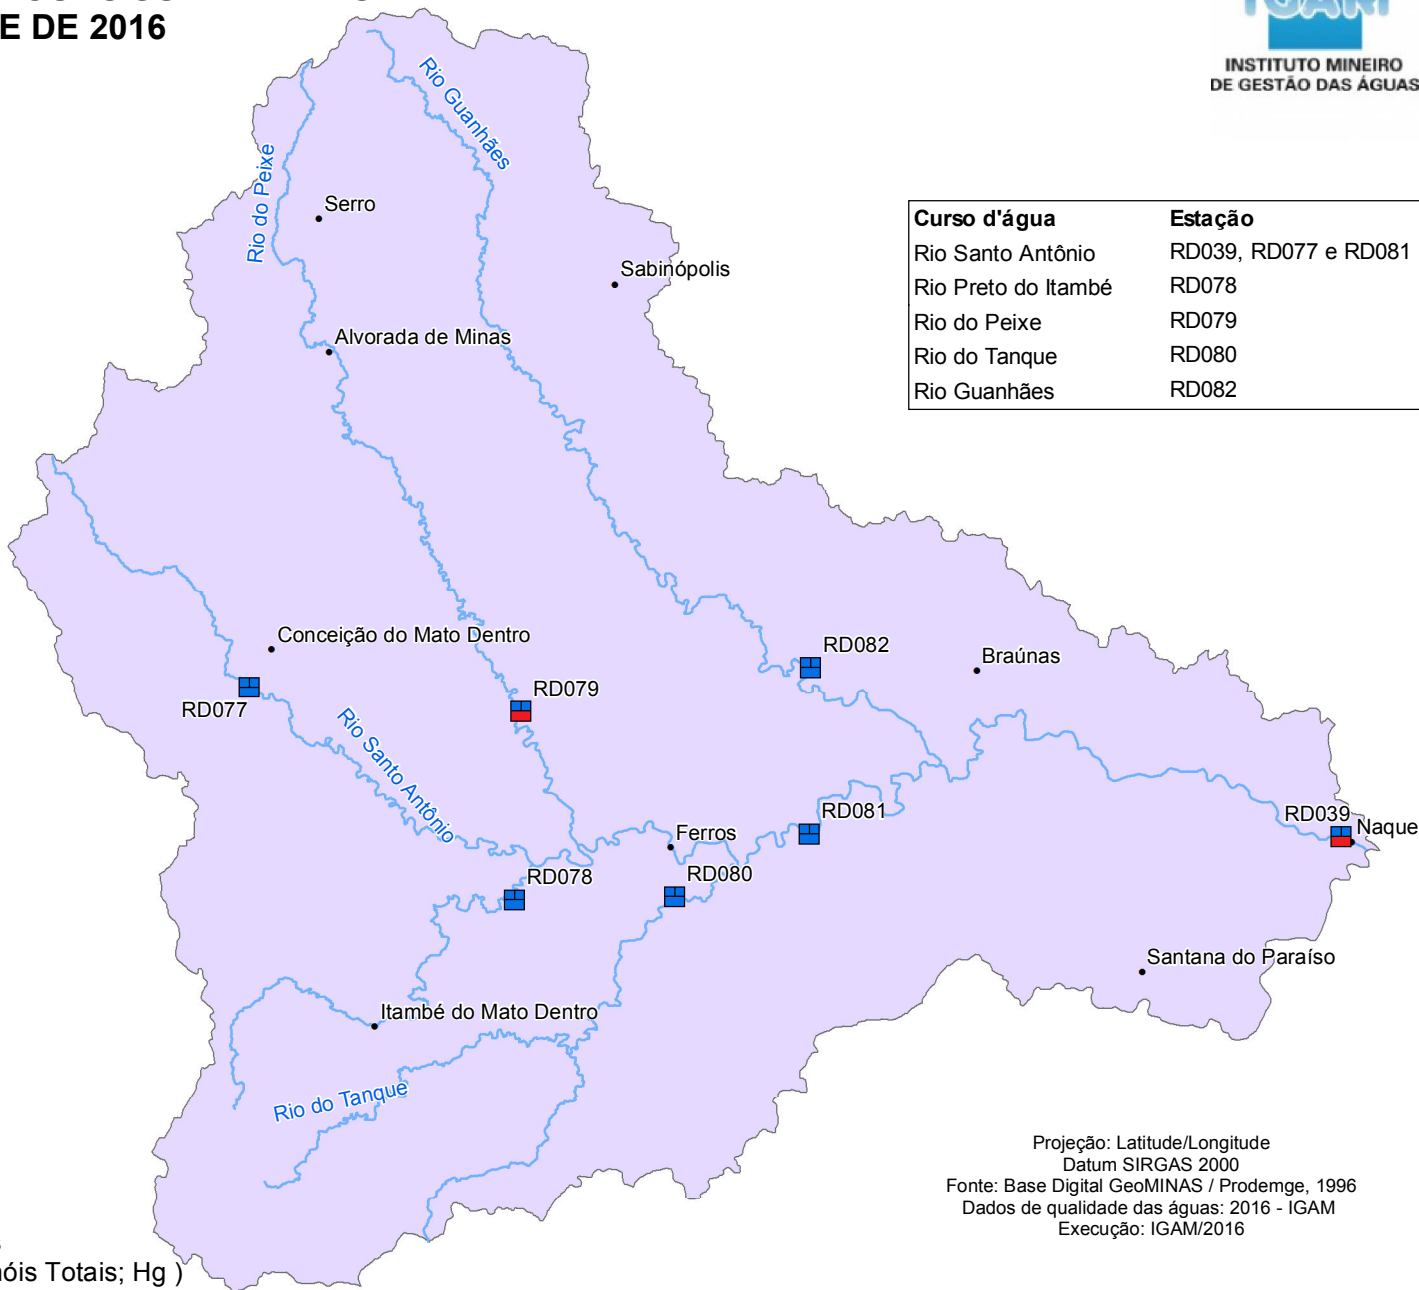 E DE 2016
INSTITUTO MINEIRO
DE GESTÃO DAS ÁGUAS
Curso d'água Estação
Rio Santo Antônio RD039, RD077 e RD081
Rio Preto do Itambé RD078
Rio do Peixe RD079
Rio do Tanque RD080
Rio Guanhães RD082
Rio Guanhães
Rio do Peixe
Serro
Sabinópolis
Alvorada de Minas
Conceição do Mato Dentro
RD082
Braúnas
RD079
RD077
Rio Santo Antônio
RD081
RD039
Naque
Ferros
RD078
RD080
Santana do Paraíso
Itambé do Mato Dentro
Rio do Tanque
Projeção: Latitude/Longitude
Datum SIRGAS 2000
Fonte: Base Digital GeoMINAS / Prodemge, 1996
Dados de qualidade das águas: 2016 - IGAM
Execução: IGAM/2016
óis Totais; Hg )